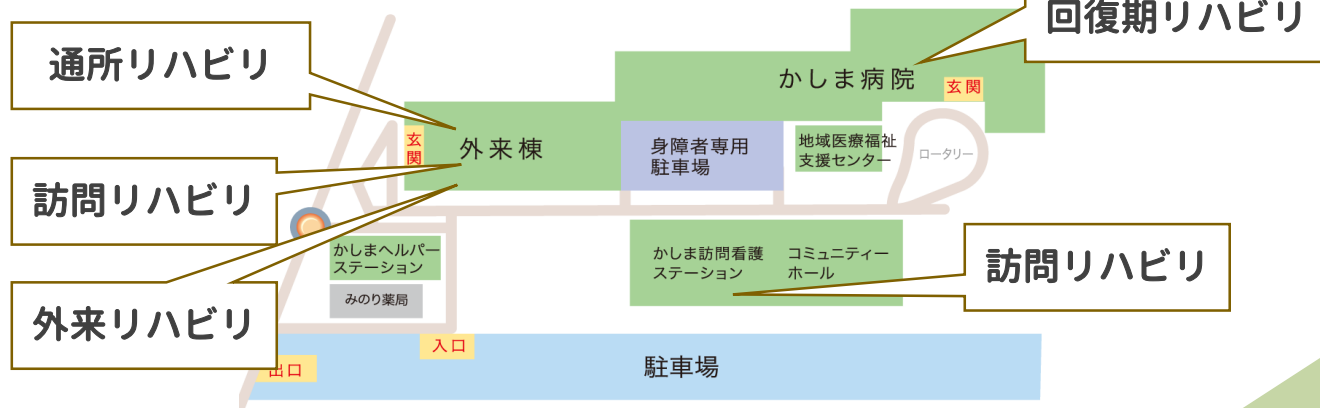 回復期リハビリ
通所リハビリ
かしま病院
玄関
玄
関
外来棟
身障者専用
駐車場
地域医療福祉
支援センター
ロータリー
訪問リハビリ
かしまヘルパー
ステーション
みのり薬局
かしま訪問看護
ステーション
コミュニティー
ホール
訪問リハビリ
外来リハビリ
入口
出口
駐車場